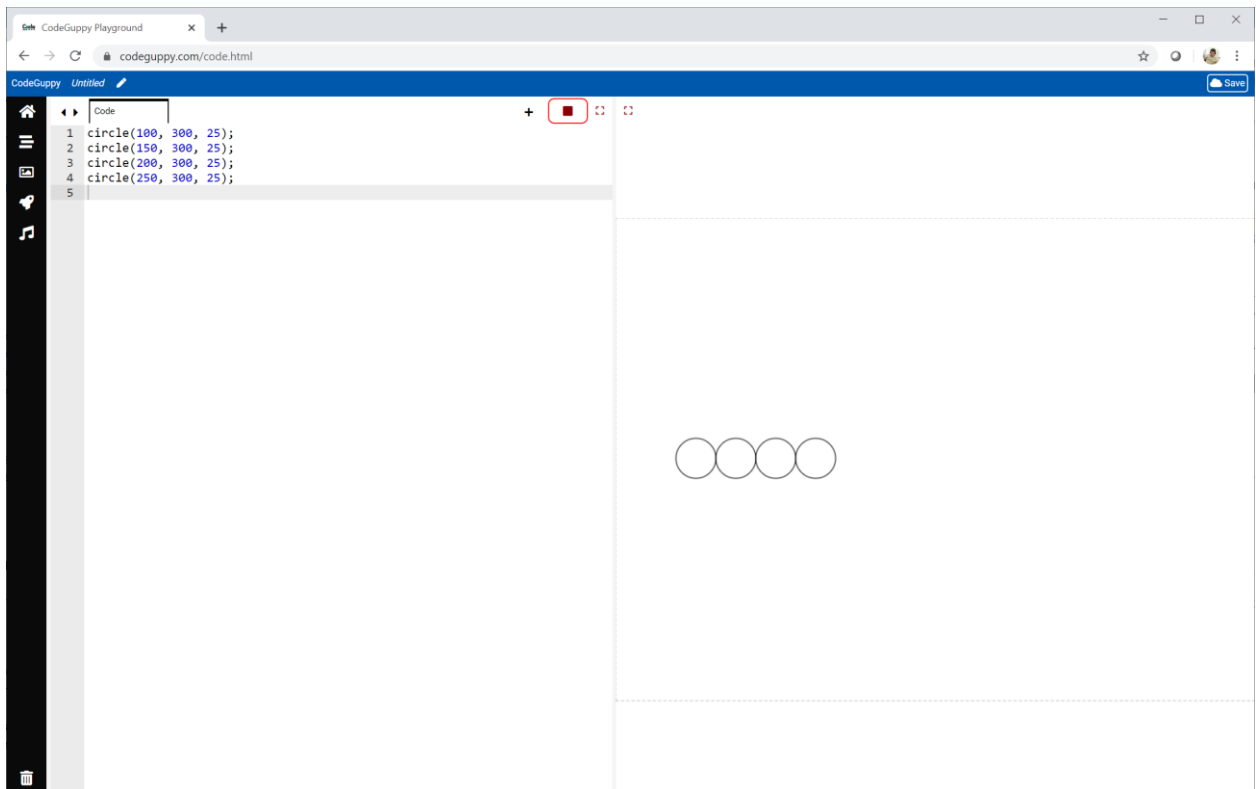 CodeGuppy Playground
codeguppy.com/code.html
CodeGuppy Untitled Save
Code
1 circle(100, 300, 25);
2 circle(150, 300, 25);
3 circle(200, 300, 25);
4 circle(250, 300, 25);
5